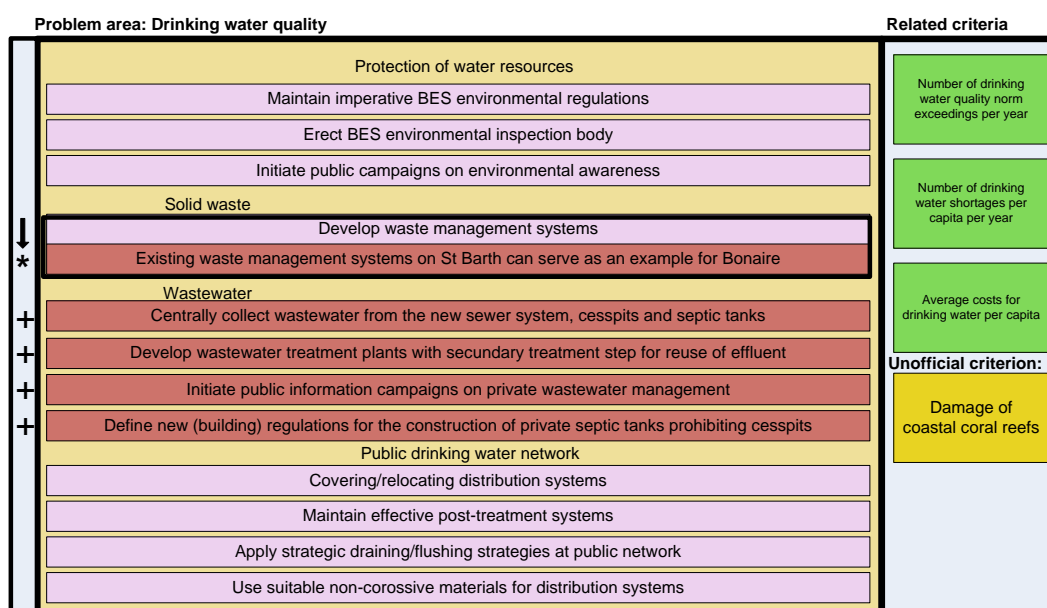 Problem area: Drinking water quality
Protection of water resources
Maintain imperative BES environmental regulations
Erect BES environmental inspection body
Initiate public campaigns on environmental awareness
Solid waste
↓ Develop waste management systems
* Existing waste management systems on St Barth can serve as an example for Bonaire
Wastewater
+ Centrally collect wastewater from the new sewer system, cesspits and septic tanks
+ Develop wastewater treatment plants with secundary treatment step for reuse of effluent
+ Initiate public information campaigns on private wastewater management
+ Define new (building) regulations for the construction of private septic tanks prohibiting cesspits
Public drinking water network
Covering/relocating distribution systems
Maintain effective post-treatment systems
Apply strategic draining/flushing strategies at public network
Use suitable non-corossive materials for distribution systems
Related criteria
Number of drinking
water quality norm
exceedings per year
Number of drinking
water shortages per
capita per year
Average costs for
drinking water per capita
Unofficial criterion:
Damage of
coastal coral reefs